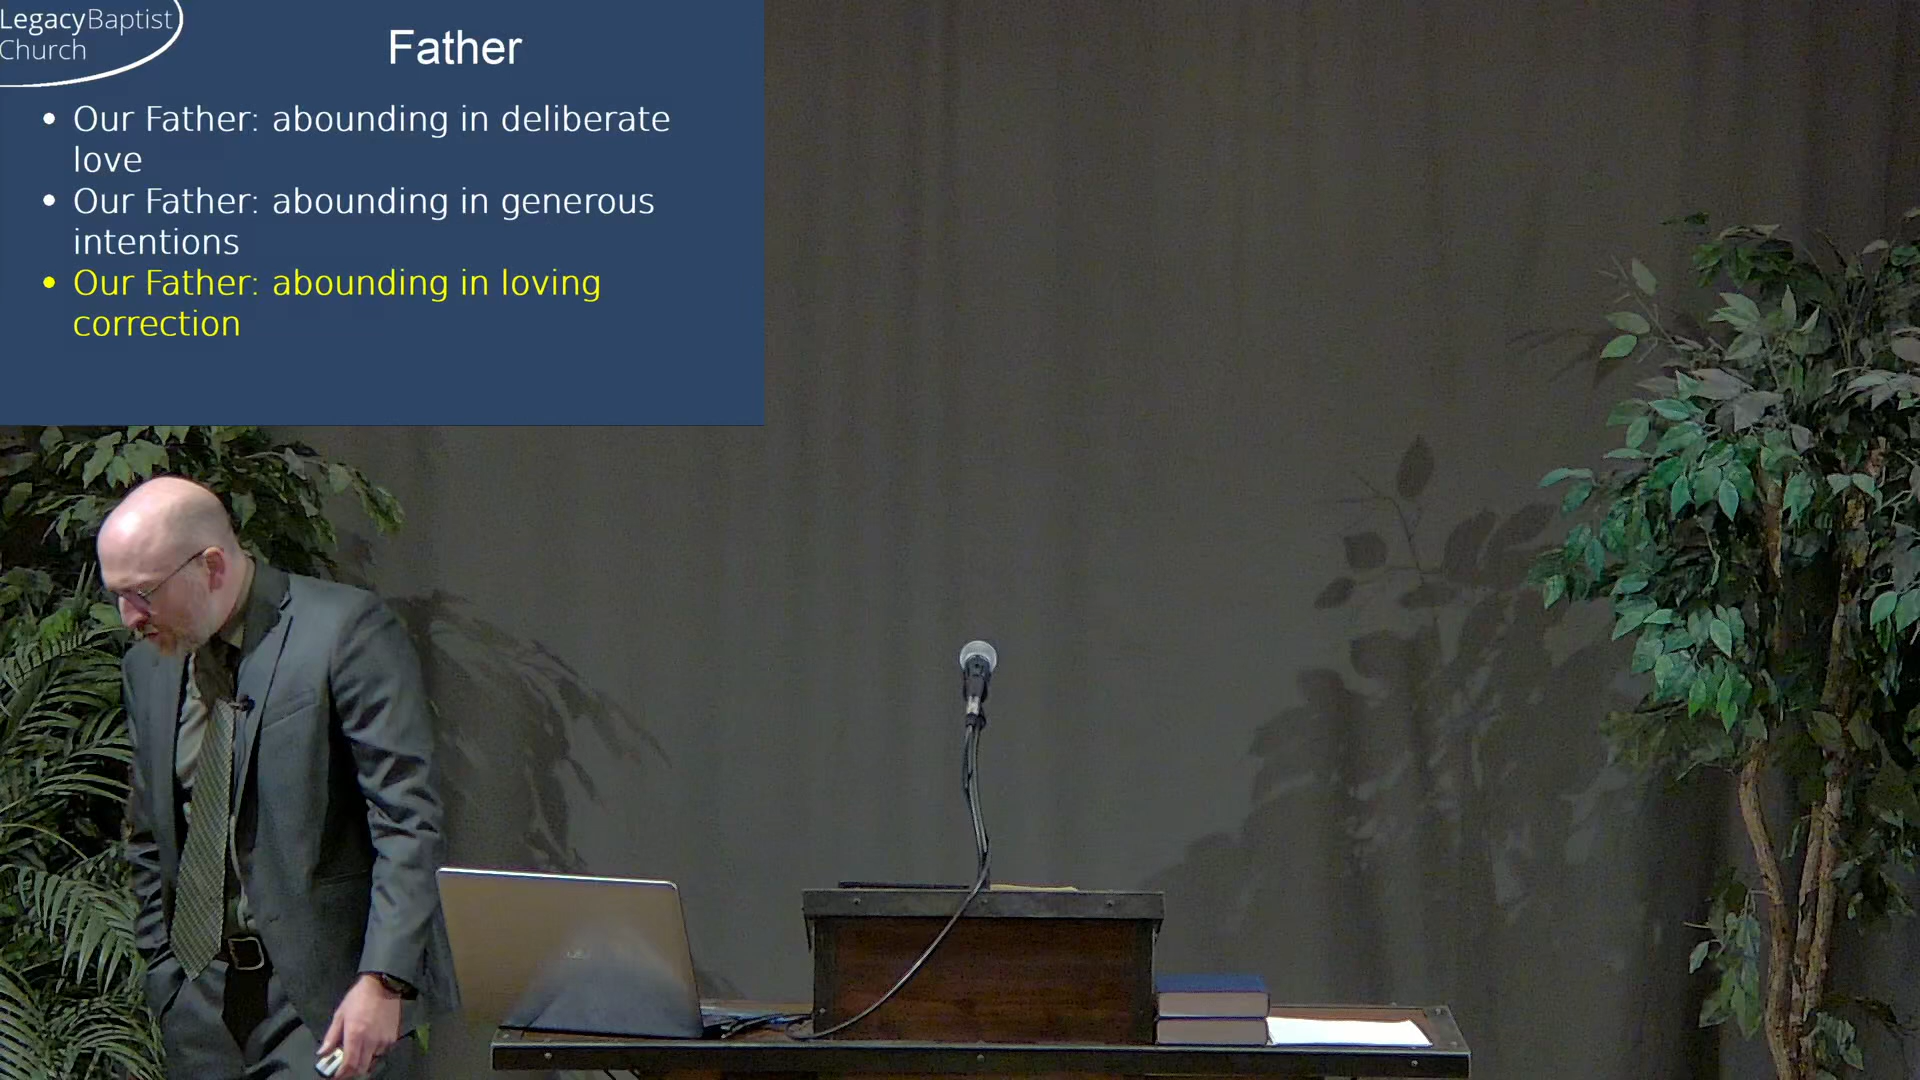 LegacyBaptist
Church
Father
• Our Father: abounding in deliberate
love
• Our Father: abounding in generous
intentions
• Our Father: abounding in loving
correction